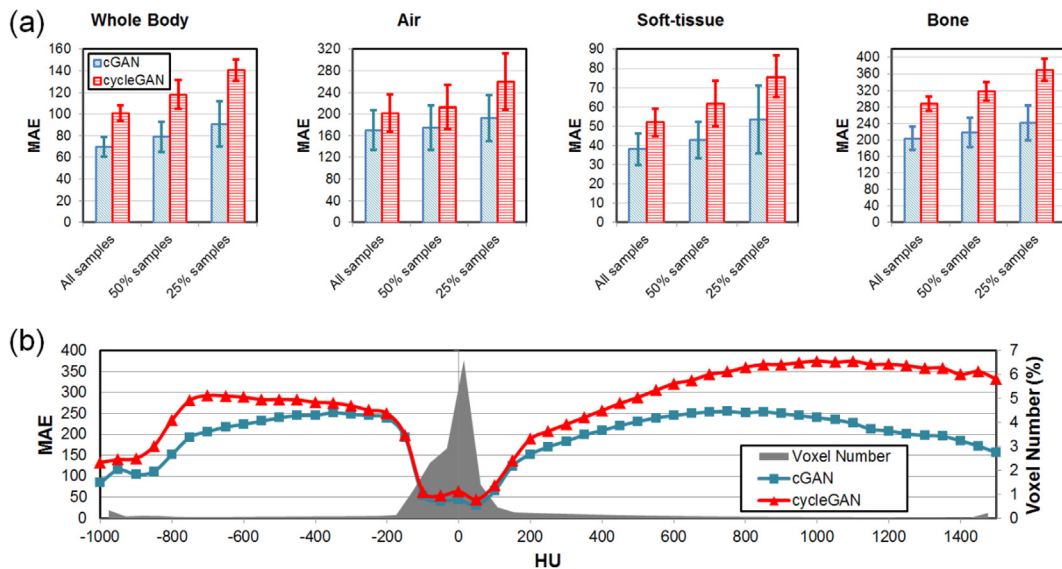 (a)
Whole Body
Air
Soft-tissue
Bone
MAE
160
140
120
100
80
60
40
20
0
cGAN
cycleGAN
All samples
50% samples
25% samples
MAE
320
280
240
200
160
120
80
40
0
All samples
50% samples
25% samples
MAE
90
80
70
60
50
40
30
20
10
0
All samples
50% samples
25% samples
MAE
400
360
320
280
240
200
160
120
80
40
0
All samples
50% samples
25% samples
(b)
MAE
400
350
300
250
200
150
100
50
0
-1000 -800 -600 -400 -200 0 200 400 600 800 1000 1200 1400
HU
7
6
5
4
3
2
1
0
Voxel Number (%)
Voxel Number
cGAN
cycleGAN